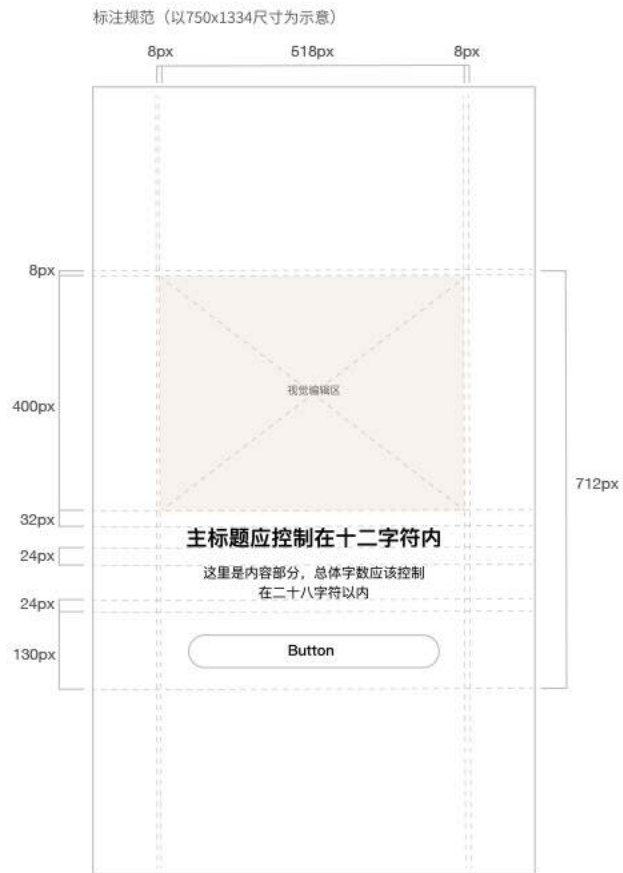 标注规范（以750x1334尺寸为示意）
8px 518px 8px
8px
视觉编辑区
400px
712px
32px
主标题应控制在十二字符内
24px
这里是内容部分，总体字数应该控制
在二十八字符以内
24px
Button
130px